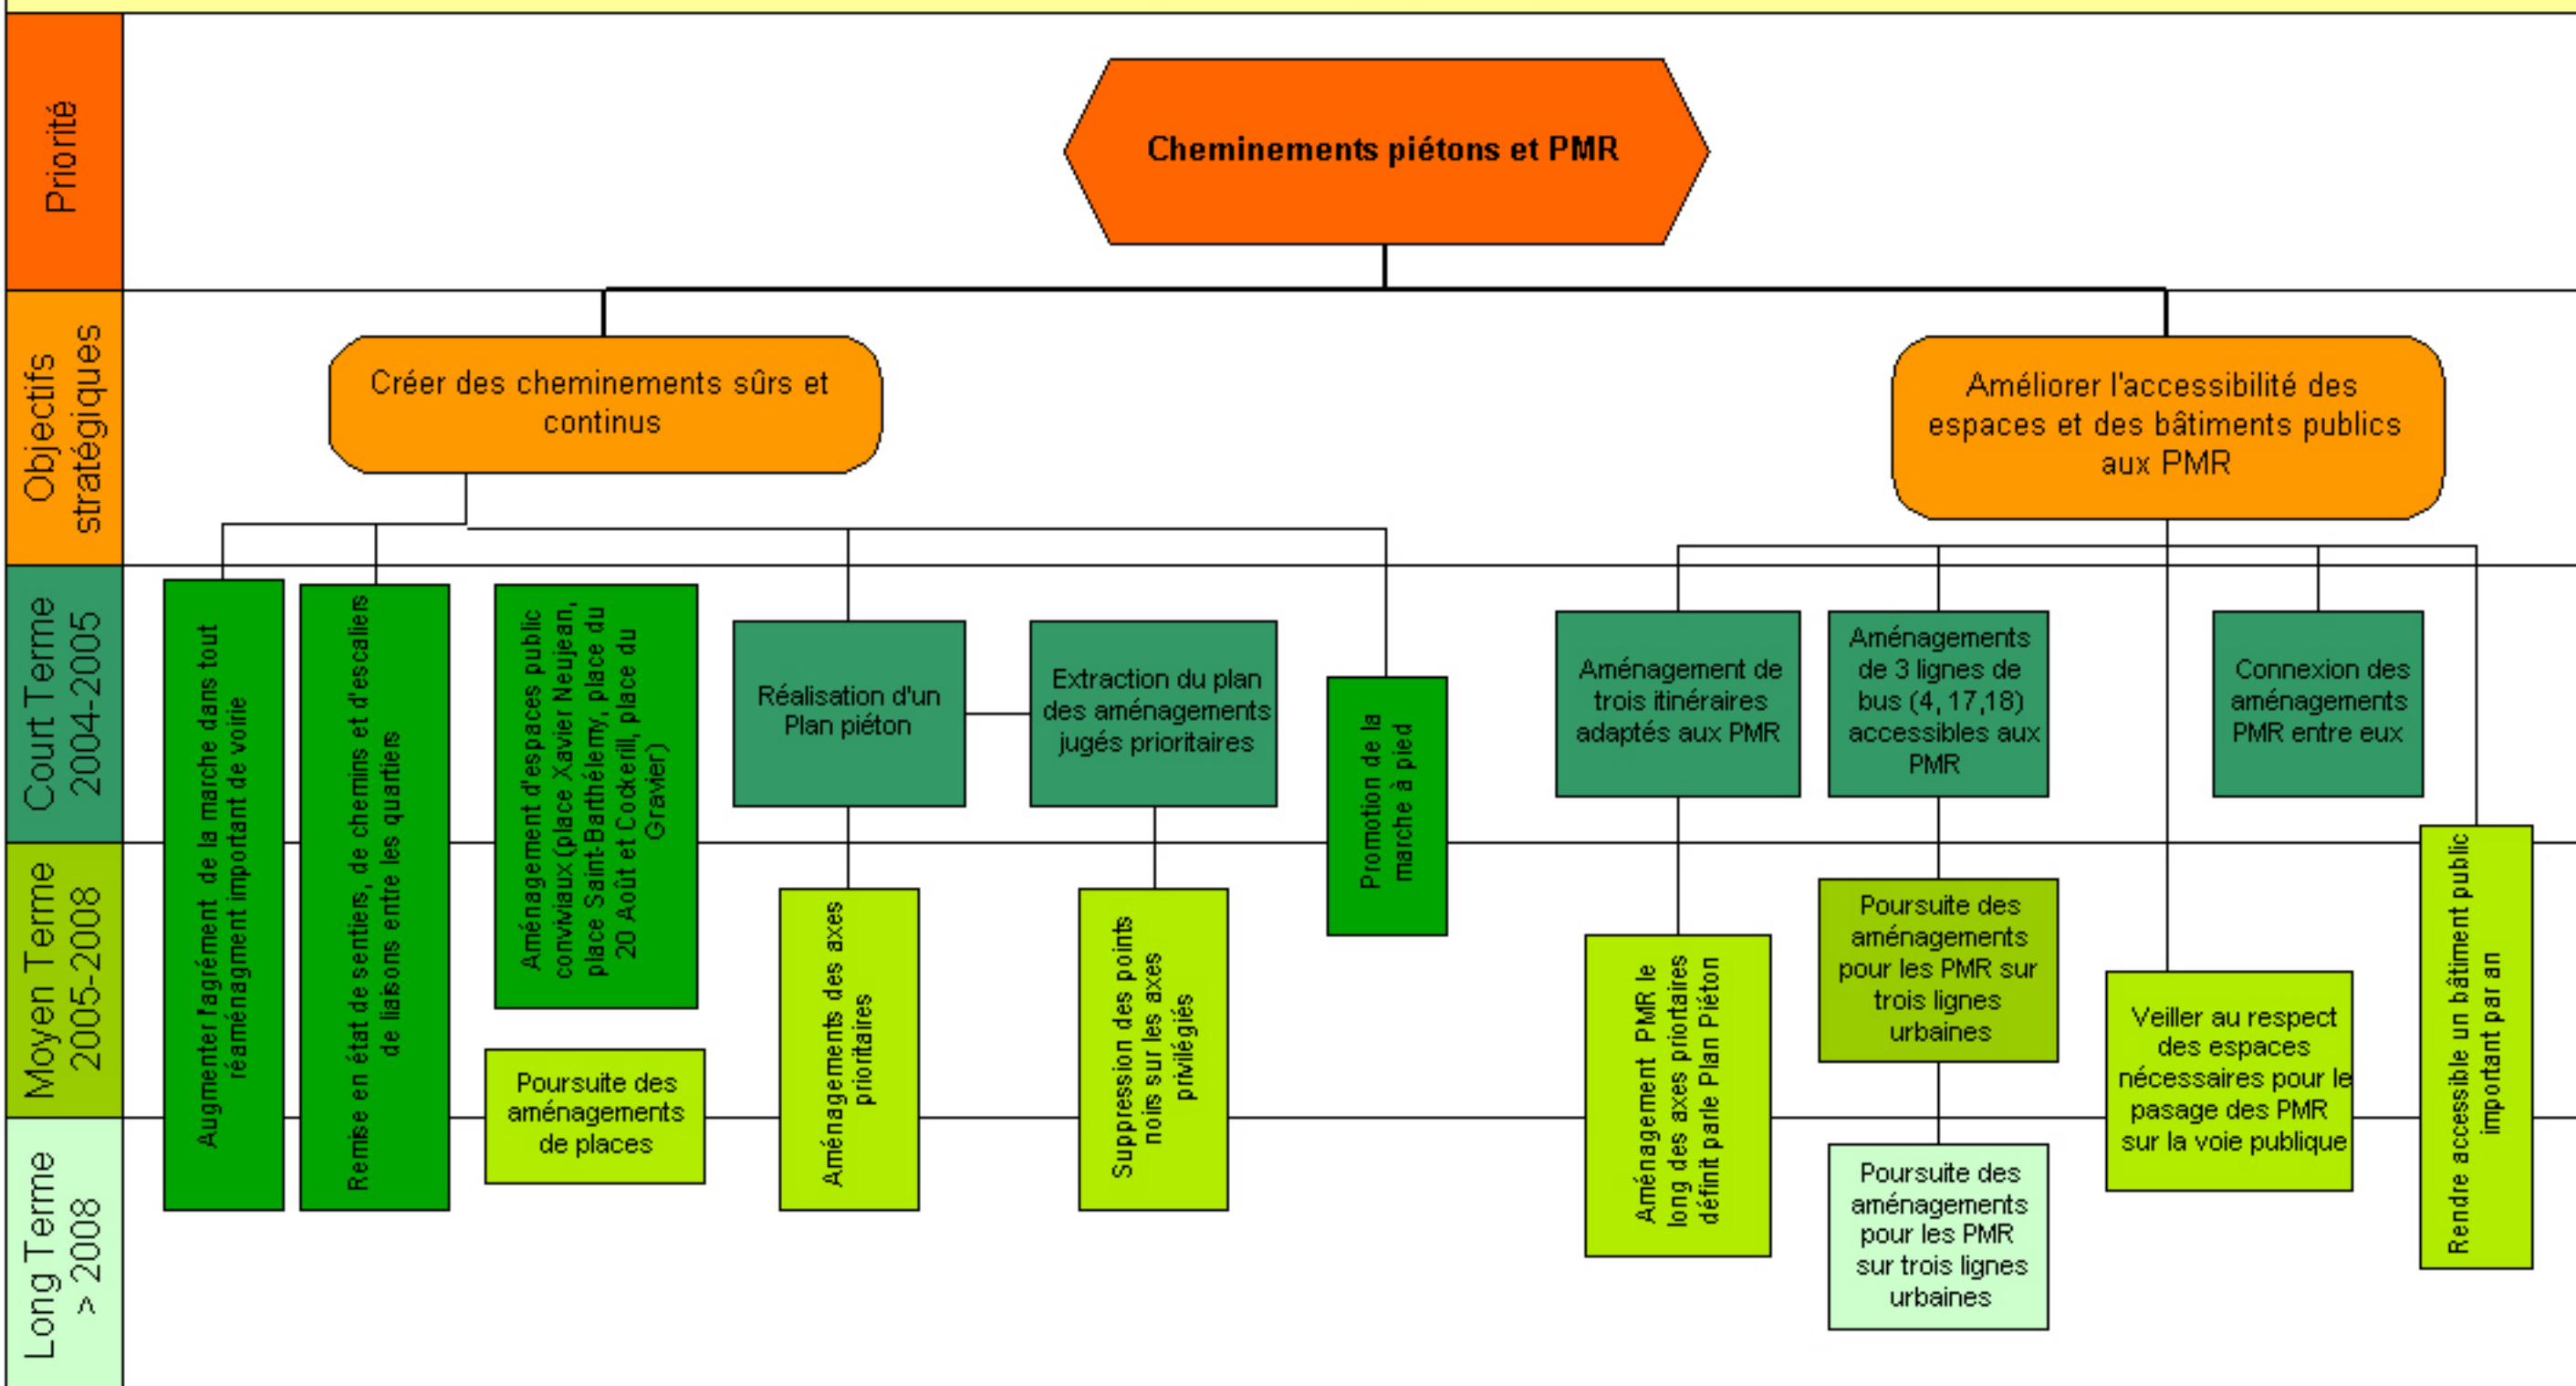 Priorité
Cheminements piétons et PMR
Objectifs
stratégiques
Créer des cheminements sûrs et
continus
Améliorer l'accessibilité des
espaces et des bâtiments publics
aux PMR
Court Terme
2004-2005
Moyen Terme
2005-2008
Long Terme
> 2008
Augmenter l'agrément de la marche dans tout
réaménagment important de voirie
Remise en état de sentiers, de chemins et d'escaliers
de liaisons entre les quartiers
Aménagement d'espaces public
conviviaux (place Xavier Neujean,
place Saint-Barthélemy, place du
20 Août et Cockerill, place du
Gravier)
Poursuite des
aménagements
de places
Réalisation d'un
Plan piéton
Aménagements des axes
prioritaires
Extraction du plan
des aménagements
jugés prioritaires
Suppression des points
noirs sur les axes
privilégiés
Promotion de la
marche à pied
Aménagement de
trois itinéraires
adaptés aux PMR
Aménagement PMR le
long des axes priortaires
définit parle Plan Piéton
Aménagements
de 3 lignes de
bus (4, 17,18)
accessibles aux
PMR
Poursuite des
aménagements
pour les PMR sur
trois lignes
urbaines
Poursuite des
aménagements
pour les PMR
sur trois lignes
urbaines
Veiller au respect
des espaces
nécessaires pour le
pasage des PMR
sur la voie publique
Connexion des
aménagements
PMR entre eux
Rendre accessible un bâtiment public
important par an